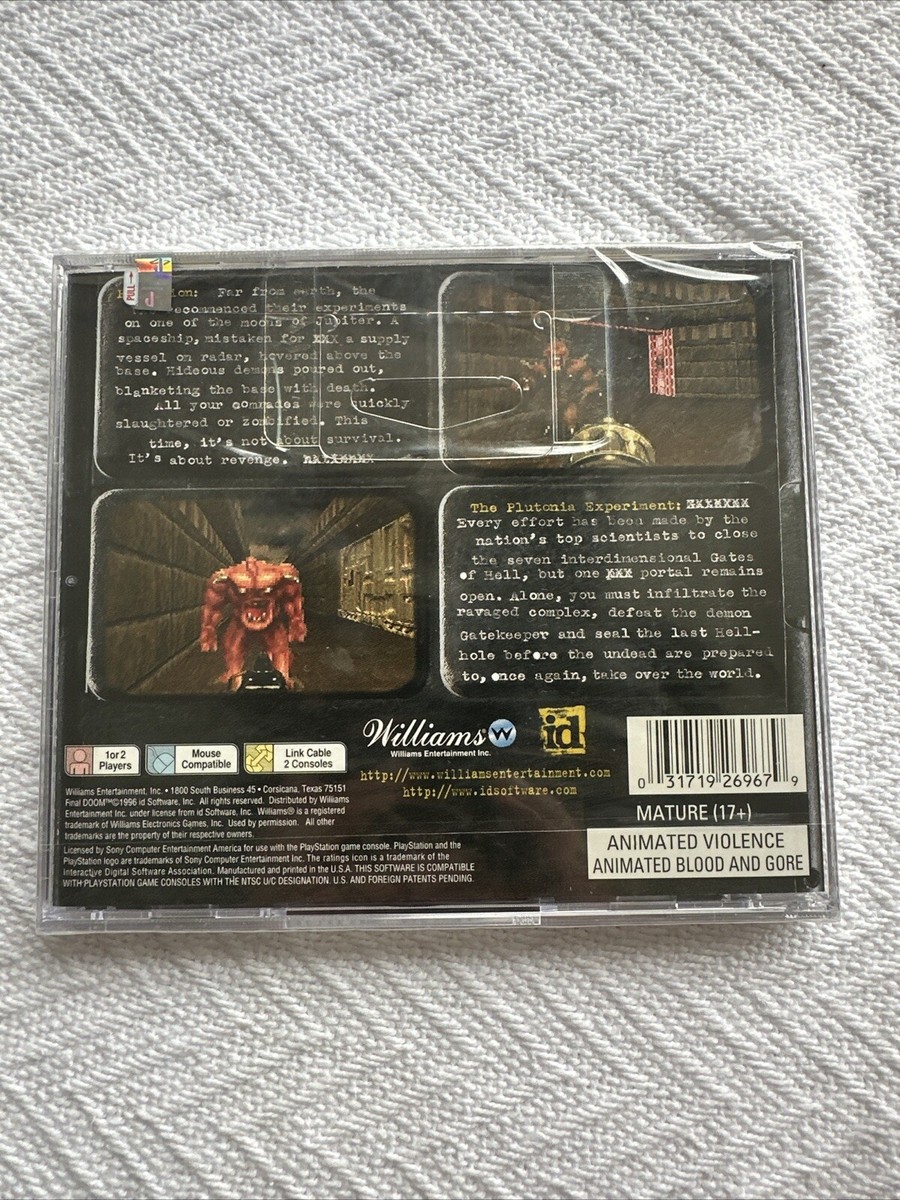 PULL→
ion: Far from earth, the
recommenced their experiments
on one of the moons of Jupiter. A
spaceship, mistaken for XXX a supply
vessel on radar, hovered above the
base. Hideous demons poured out,
blanketing the base with death.
All your comrades were quickly
slaughtered or zombified. This
time, it's not about survival.
It's about revenge.
The Plutonia Experiment:
Every effort has been made by the
nation's top scientists to close
the seven interdimensional Gates
of Hell, but one XXX portal remains
open. Alone, you must infiltrate the
ravaged complex, defeat the demon
Gatekeeper and seal the last Hell-
hole before the undead are prepared
to, once again, take over the world.
1or 2 Players
Mouse Compatible
Link Cable 2 Consoles
Williams W
Williams Entertainment Inc.
id
http://www.williamsentertainment.com
http://www.idsoftware.com
Williams Entertainment, Inc. • 1800 South Business 45 • Corsicana, Texas 75151
Final DOOM™©1996 id Software, Inc. All rights reserved. Distributed by Williams
Entertainment Inc. under license from id Software, Inc. Williams® is a registered
trademark of Williams Electronics Games, Inc. Used by permission. All other
trademarks are the property of their respective owners.
Licensed by Sony Computer Entertainment America for use with the PlayStation game console. PlayStation and the
PlayStation logo are trademarks of Sony Computer Entertainment Inc. The ratings icon is a trademark of the
Interactive Digital Software Association. Manufactured and printed in the U.S.A. THIS SOFTWARE IS COMPATIBLE
WITH PLAYSTATION GAME CONSOLES WITH THE NTSC U/C DESIGNATION. U.S. AND FOREIGN PATENTS PENDING.
0 31719 26967 9
MATURE (17+)
ANIMATED VIOLENCE
ANIMATED BLOOD AND GORE